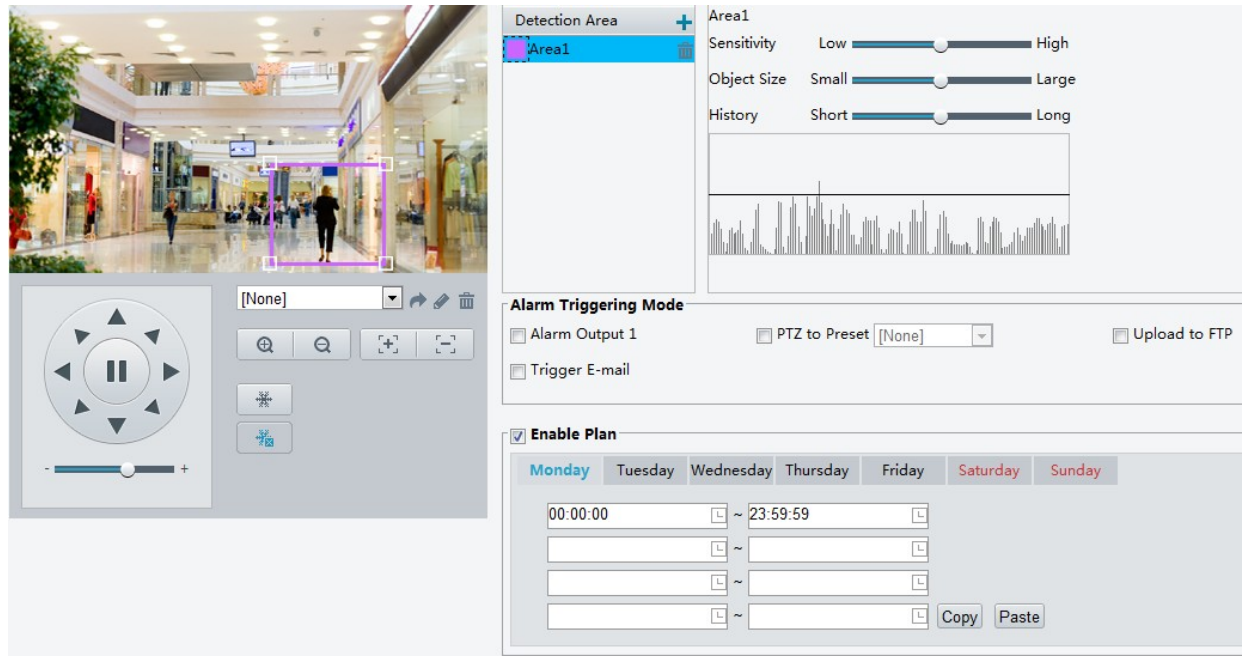 Detection Area +
Area1
Area1
Sensitivity Low High
Object Size Small Large
History Short Long
[None]
- +
Alarm Triggering Mode
Alarm Output 1 PTZ to Preset [None] Upload to FTP
Trigger E-mail
Enable Plan
Monday Tuesday Wednesday Thursday Friday Saturday Sunday
00:00:00 ~ 23:59:59
~
~
~ Copy Paste